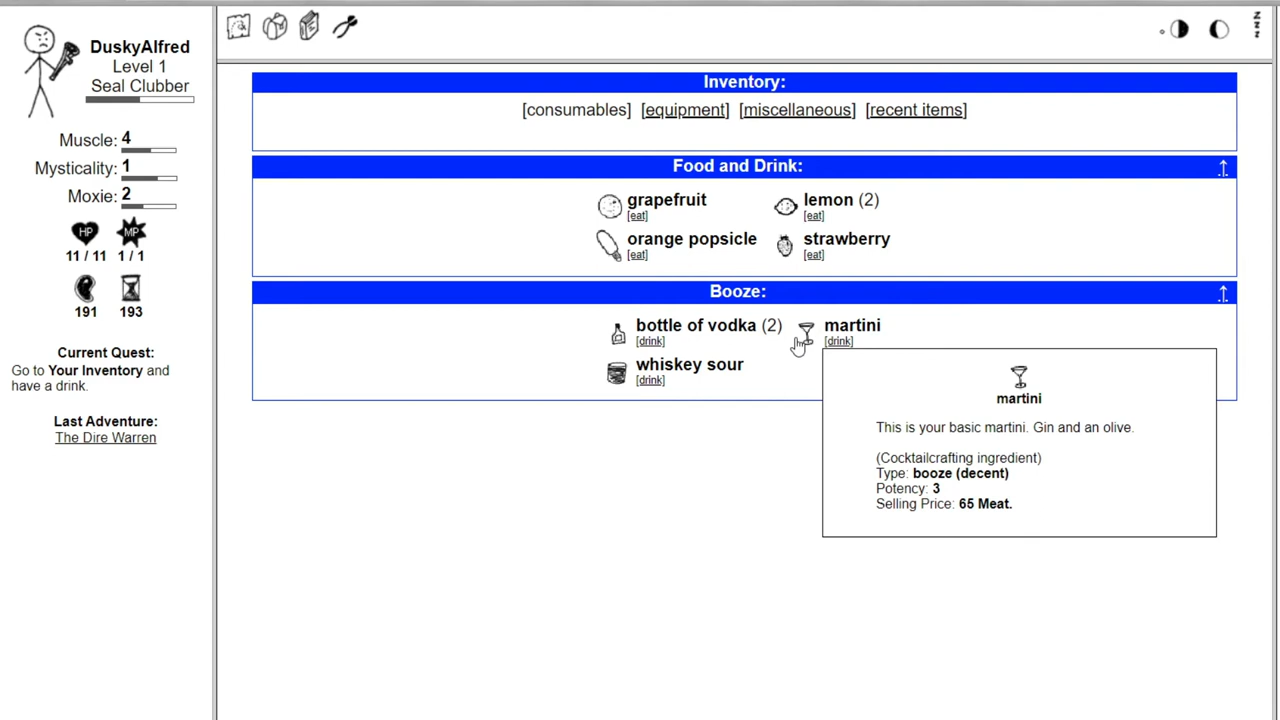 DuskyAlfred
Level 1
Seal Clubber
Muscle: 4
Mysticality: 1
Moxie: 2
HP MP
11 / 11 1 / 1
191 193
Current Quest:
Go to Your Inventory and
have a drink.
Last Adventure:
The Dire Warren
Z
Z
Z
Inventory:
[consumables] [equipment] [miscellaneous] [recent items]
Food and Drink:
grapefruit lemon (2)
[eat] [eat]
orange popsicle strawberry
[eat] [eat]
Booze:
bottle of vodka (2) martini
[drink] [drink]
whiskey sour
[drink]
martini
This is your basic martini. Gin and an olive.
(Cocktailcrafting ingredient)
Type: booze (decent)
Potency: 3
Selling Price: 65 Meat.